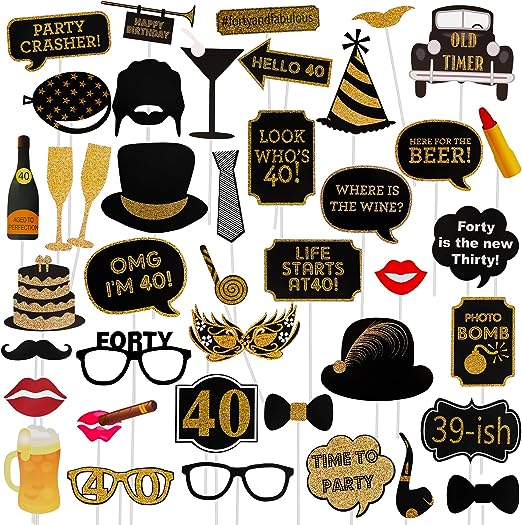 PARTY
CRASHER!
HAPPY
BIRTHDAY
#fortyandfabulous
HELLO 40
OLD
TIMER
LOOK
WHO'S
40!
HERE FOR THE
BEER!
WHERE IS
THE WINE?
40
AGED TO
PERFECTION
OMG
I'M 40!
LIFE
STARTS
AT40!
Forty
is the new
Thirty!
PHOTO
BOMB
FORTY
40
39-ish
40
TIME TO
PARTY